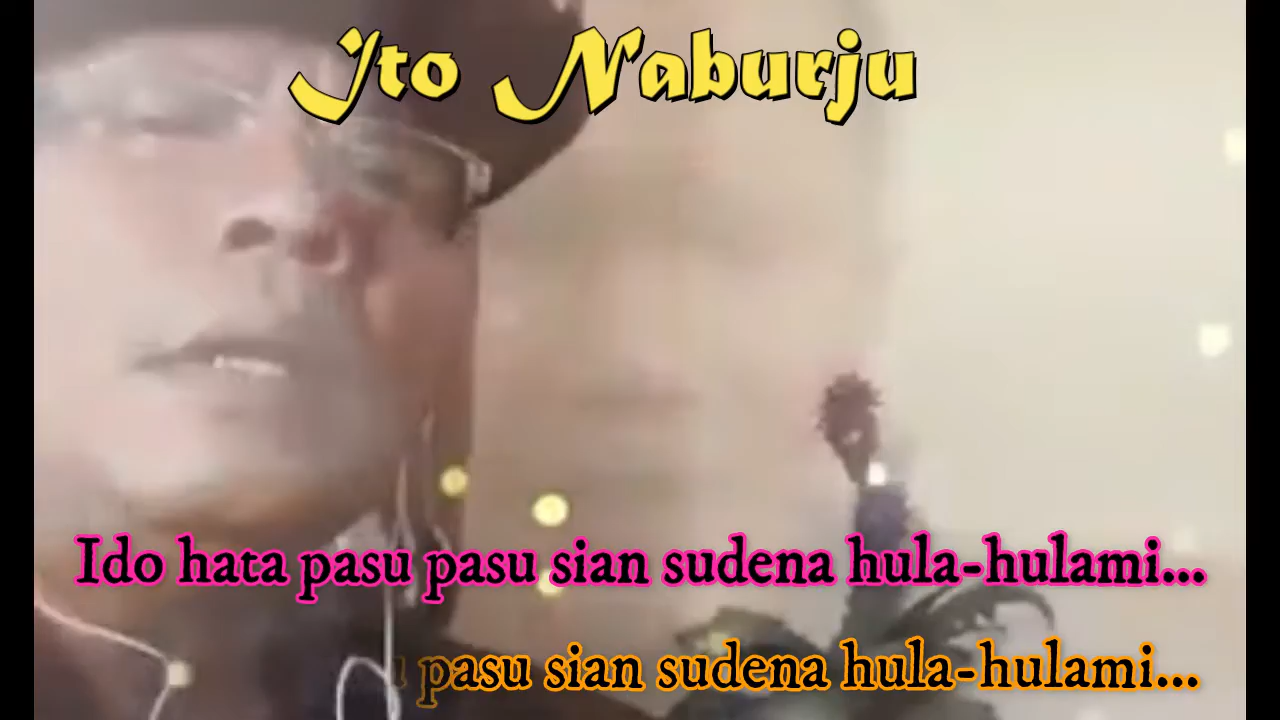 Ito Naburju
Ido hata pasu pasu sian sudena hula-hulami...
pasu sian sudena hula-hulami...